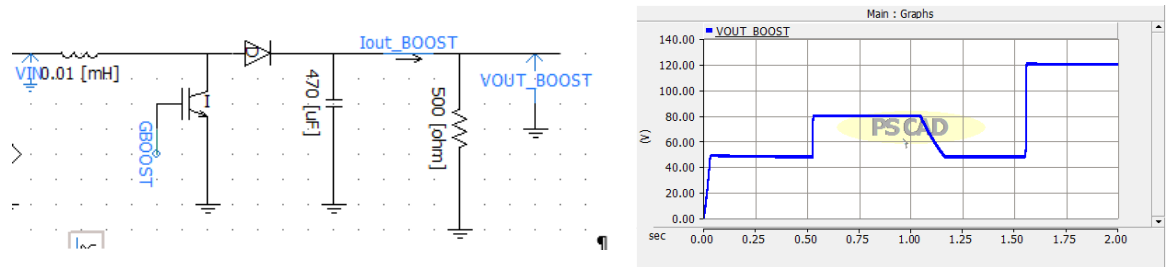 Iout_BOOST
VIN
0.01 [mH]
VOUT_BOOST
470 [uF]
500 [ohm]
D
I
GBOOST
¶
Main : Graphs
VOUT_BOOST
140.00
120.00
100.00
80.00
60.00
40.00
20.00
0.00
(V)
PSCAD
sec
0.00
0.25
0.50
0.75
1.00
1.25
1.50
1.75
2.00